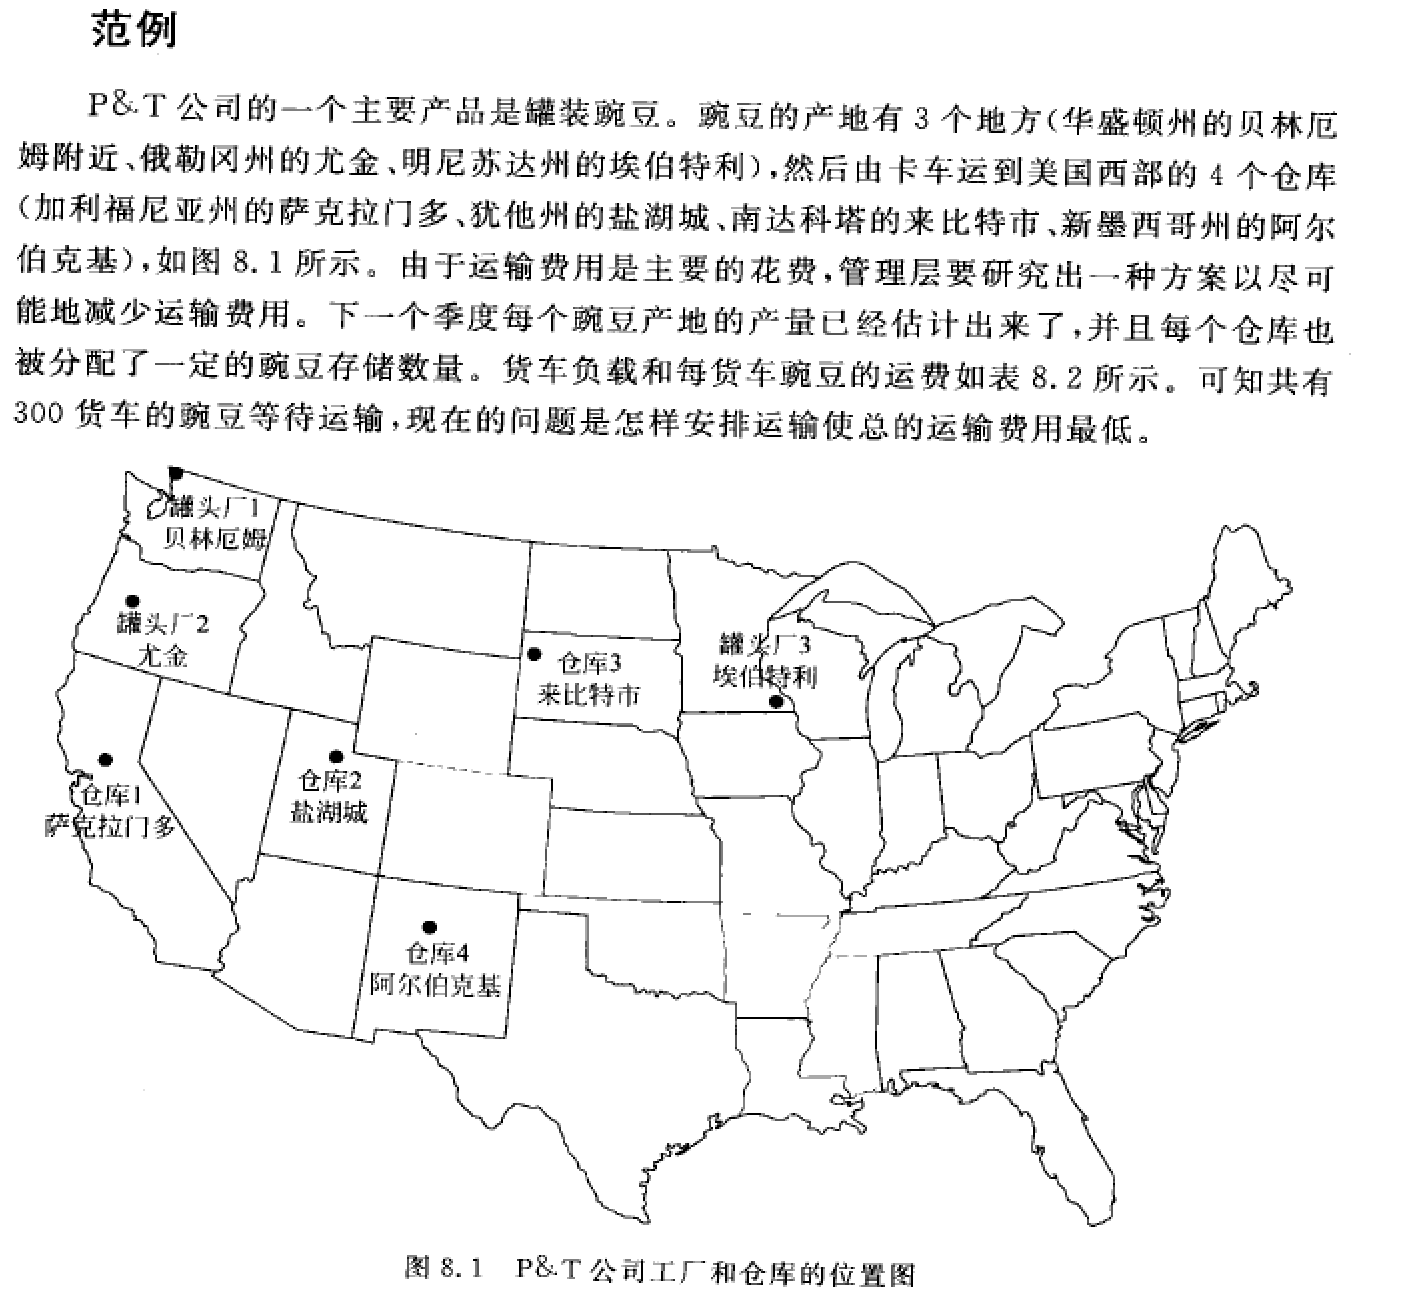 范例
P&T公司的一个主要产品是罐装豌豆。豌豆的产地有3个地方(华盛顿州的贝林厄
姆附近、俄勒冈州的尤金、明尼苏达州的埃伯特利),然后由卡车运到美国西部的4个仓库
(加利福尼亚州的萨克拉门多、犹他州的盐湖城、南达科塔的来比特市、新墨西哥州的阿尔
伯克基),如图8.1所示。由于运输费用是主要的花费,管理层要研究出一种方案以尽可
能地减少运输费用。下一个季度每个豌豆产地的产量已经估计出来了,并且每个仓库也
被分配了一定的豌豆存储数量。货车负载和每货车豌豆的运费如表8.2所示。可知共有
300货车的豌豆等待运输,现在的问题是怎样安排运输使总的运输费用最低。
罐头厂1
贝林厄姆
罐头厂2
尤金
仓库3
来比特市
罐头厂3
埃伯特利
仓库1
萨克拉门多
仓库2
盐湖城
仓库4
阿尔伯克基
图8.1 P&T公司工厂和仓库的位置图